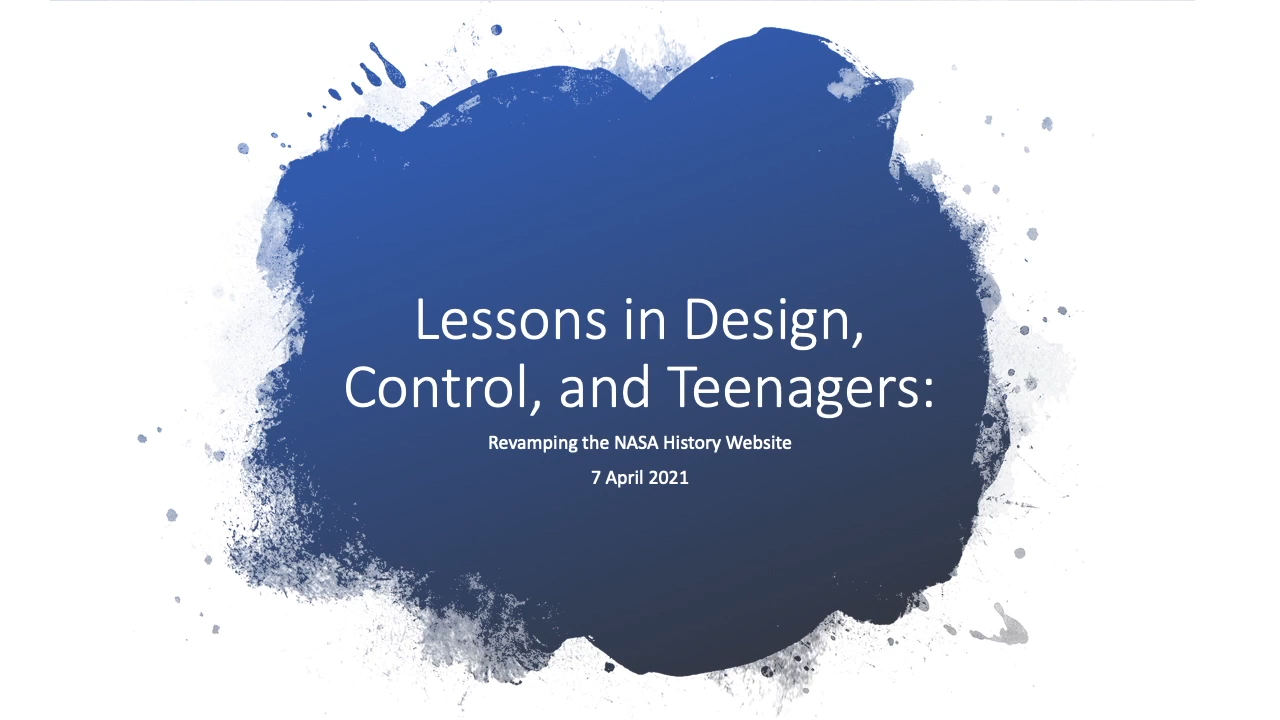 Lessons in Design,
Control, and Teenagers:
Revamping the NASA History Website
7 April 2021